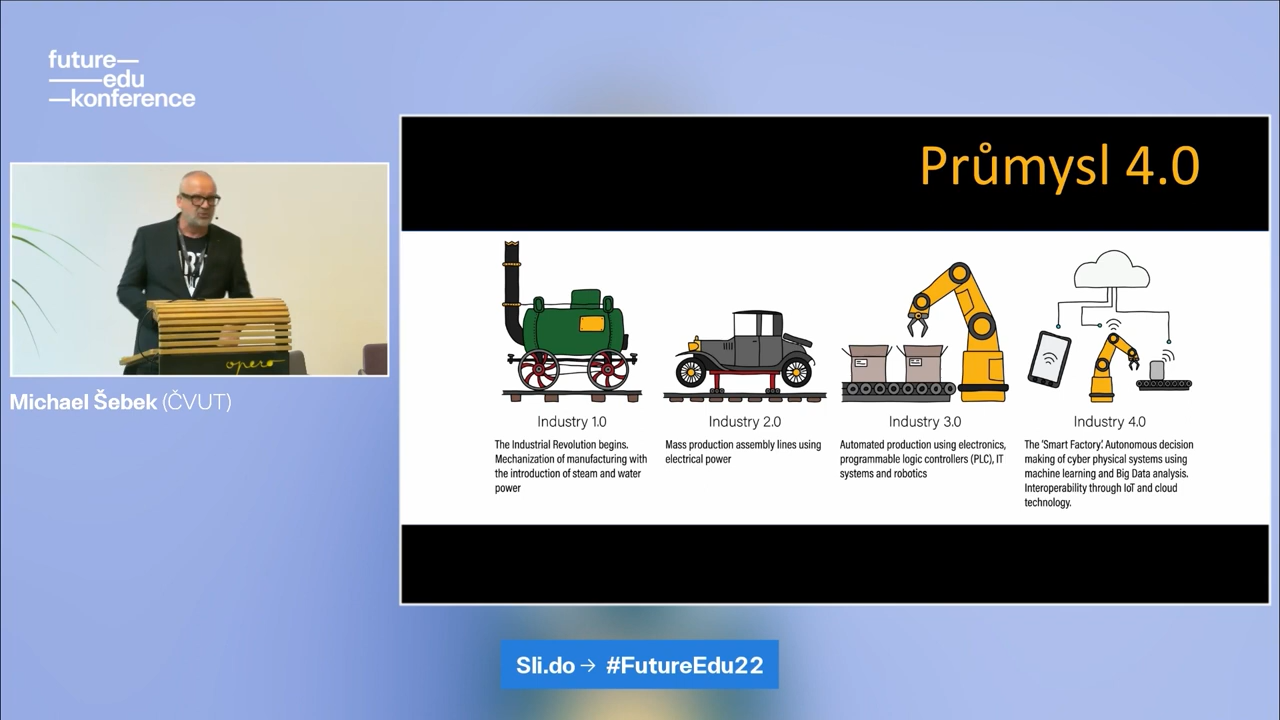 future—
—edu
—konference
opero
Michael Šebek (ČVUT)
Průmysl 4.0
Industry 1.0
The Industrial Revolution begins.
Mechanization of manufacturing with
the introduction of steam and water
power
Industry 2.0
Mass production assembly lines using
electrical power
Industry 3.0
Automated production using electronics,
programmable logic controllers (PLC), IT
systems and robotics
Industry 4.0
The 'Smart Factory'. Autonomous decision
making of cyber physical systems using
machine learning and Big Data analysis.
Interoperability through IoT and cloud
technology.
Sli.do → #FutureEdu22